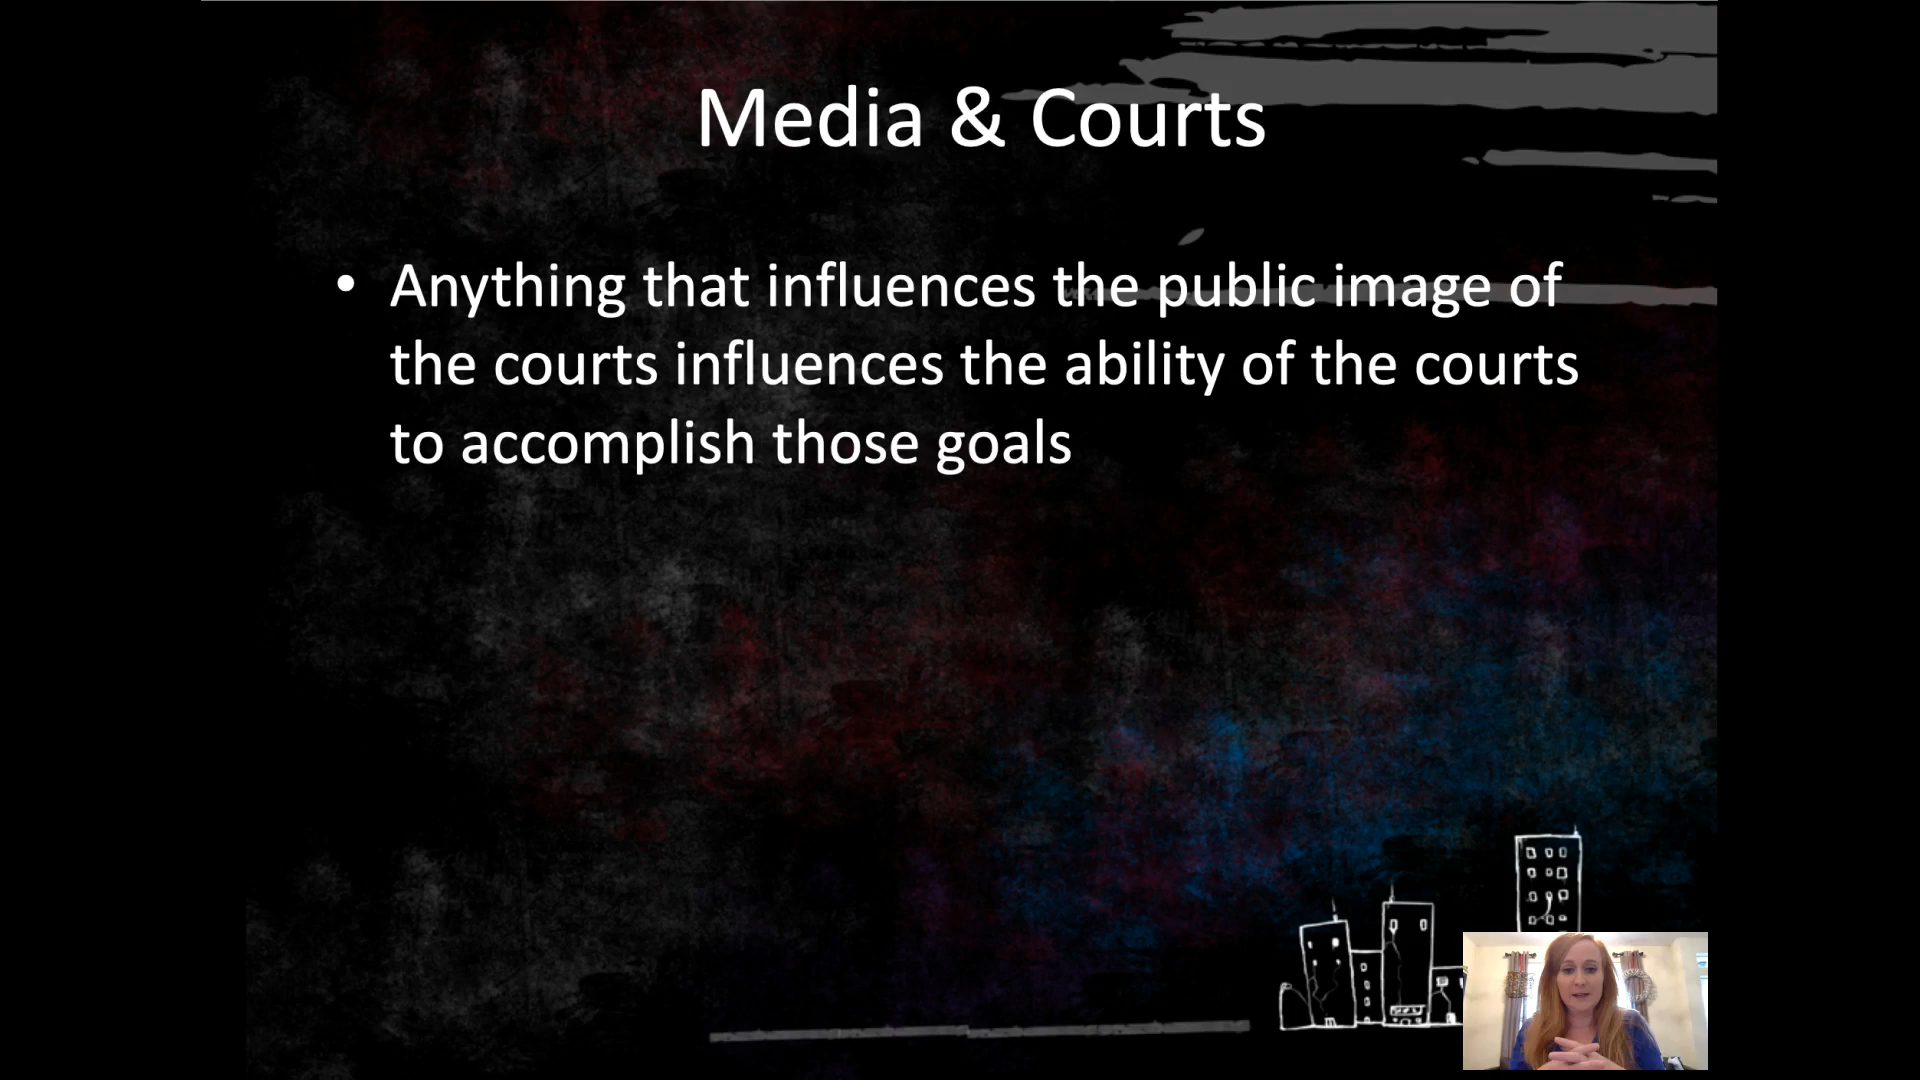 Media & Courts
• Anything that influences the public image of
the courts influences the ability of the courts
to accomplish those goals